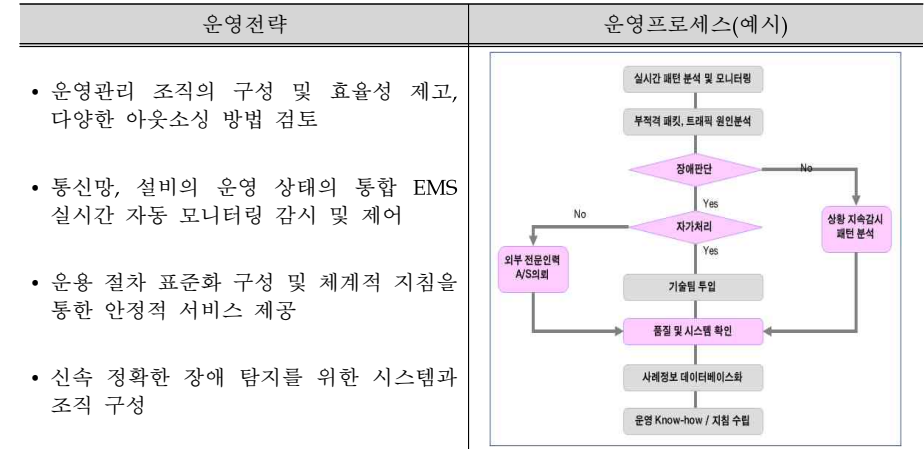 운영전략
운영프로세스(예시)
• 운영관리 조직의 구성 및 효율성 제고,
다양한 아웃소싱 방법 검토
• 통신망, 설비의 운영 상태의 통합 EMS
실시간 자동 모니터링 감시 및 제어
• 운용 절차 표준화 구성 및 체계적 지침을
통한 안정적 서비스 제공
• 신속 정확한 장애 탐지를 위한 시스템과
조직 구성
실시간 패턴 분석 및 모니터링
부적격 패킷, 트래픽 원인분석
장애판단
No
Yes
No
자가처리
상황 지속감시
패턴 분석
Yes
외부 전문인력
A/S의뢰
기술팀 투입
품질 및 시스템 확인
사례정보 데이터베이스화
운영 Know-how / 지침 수립